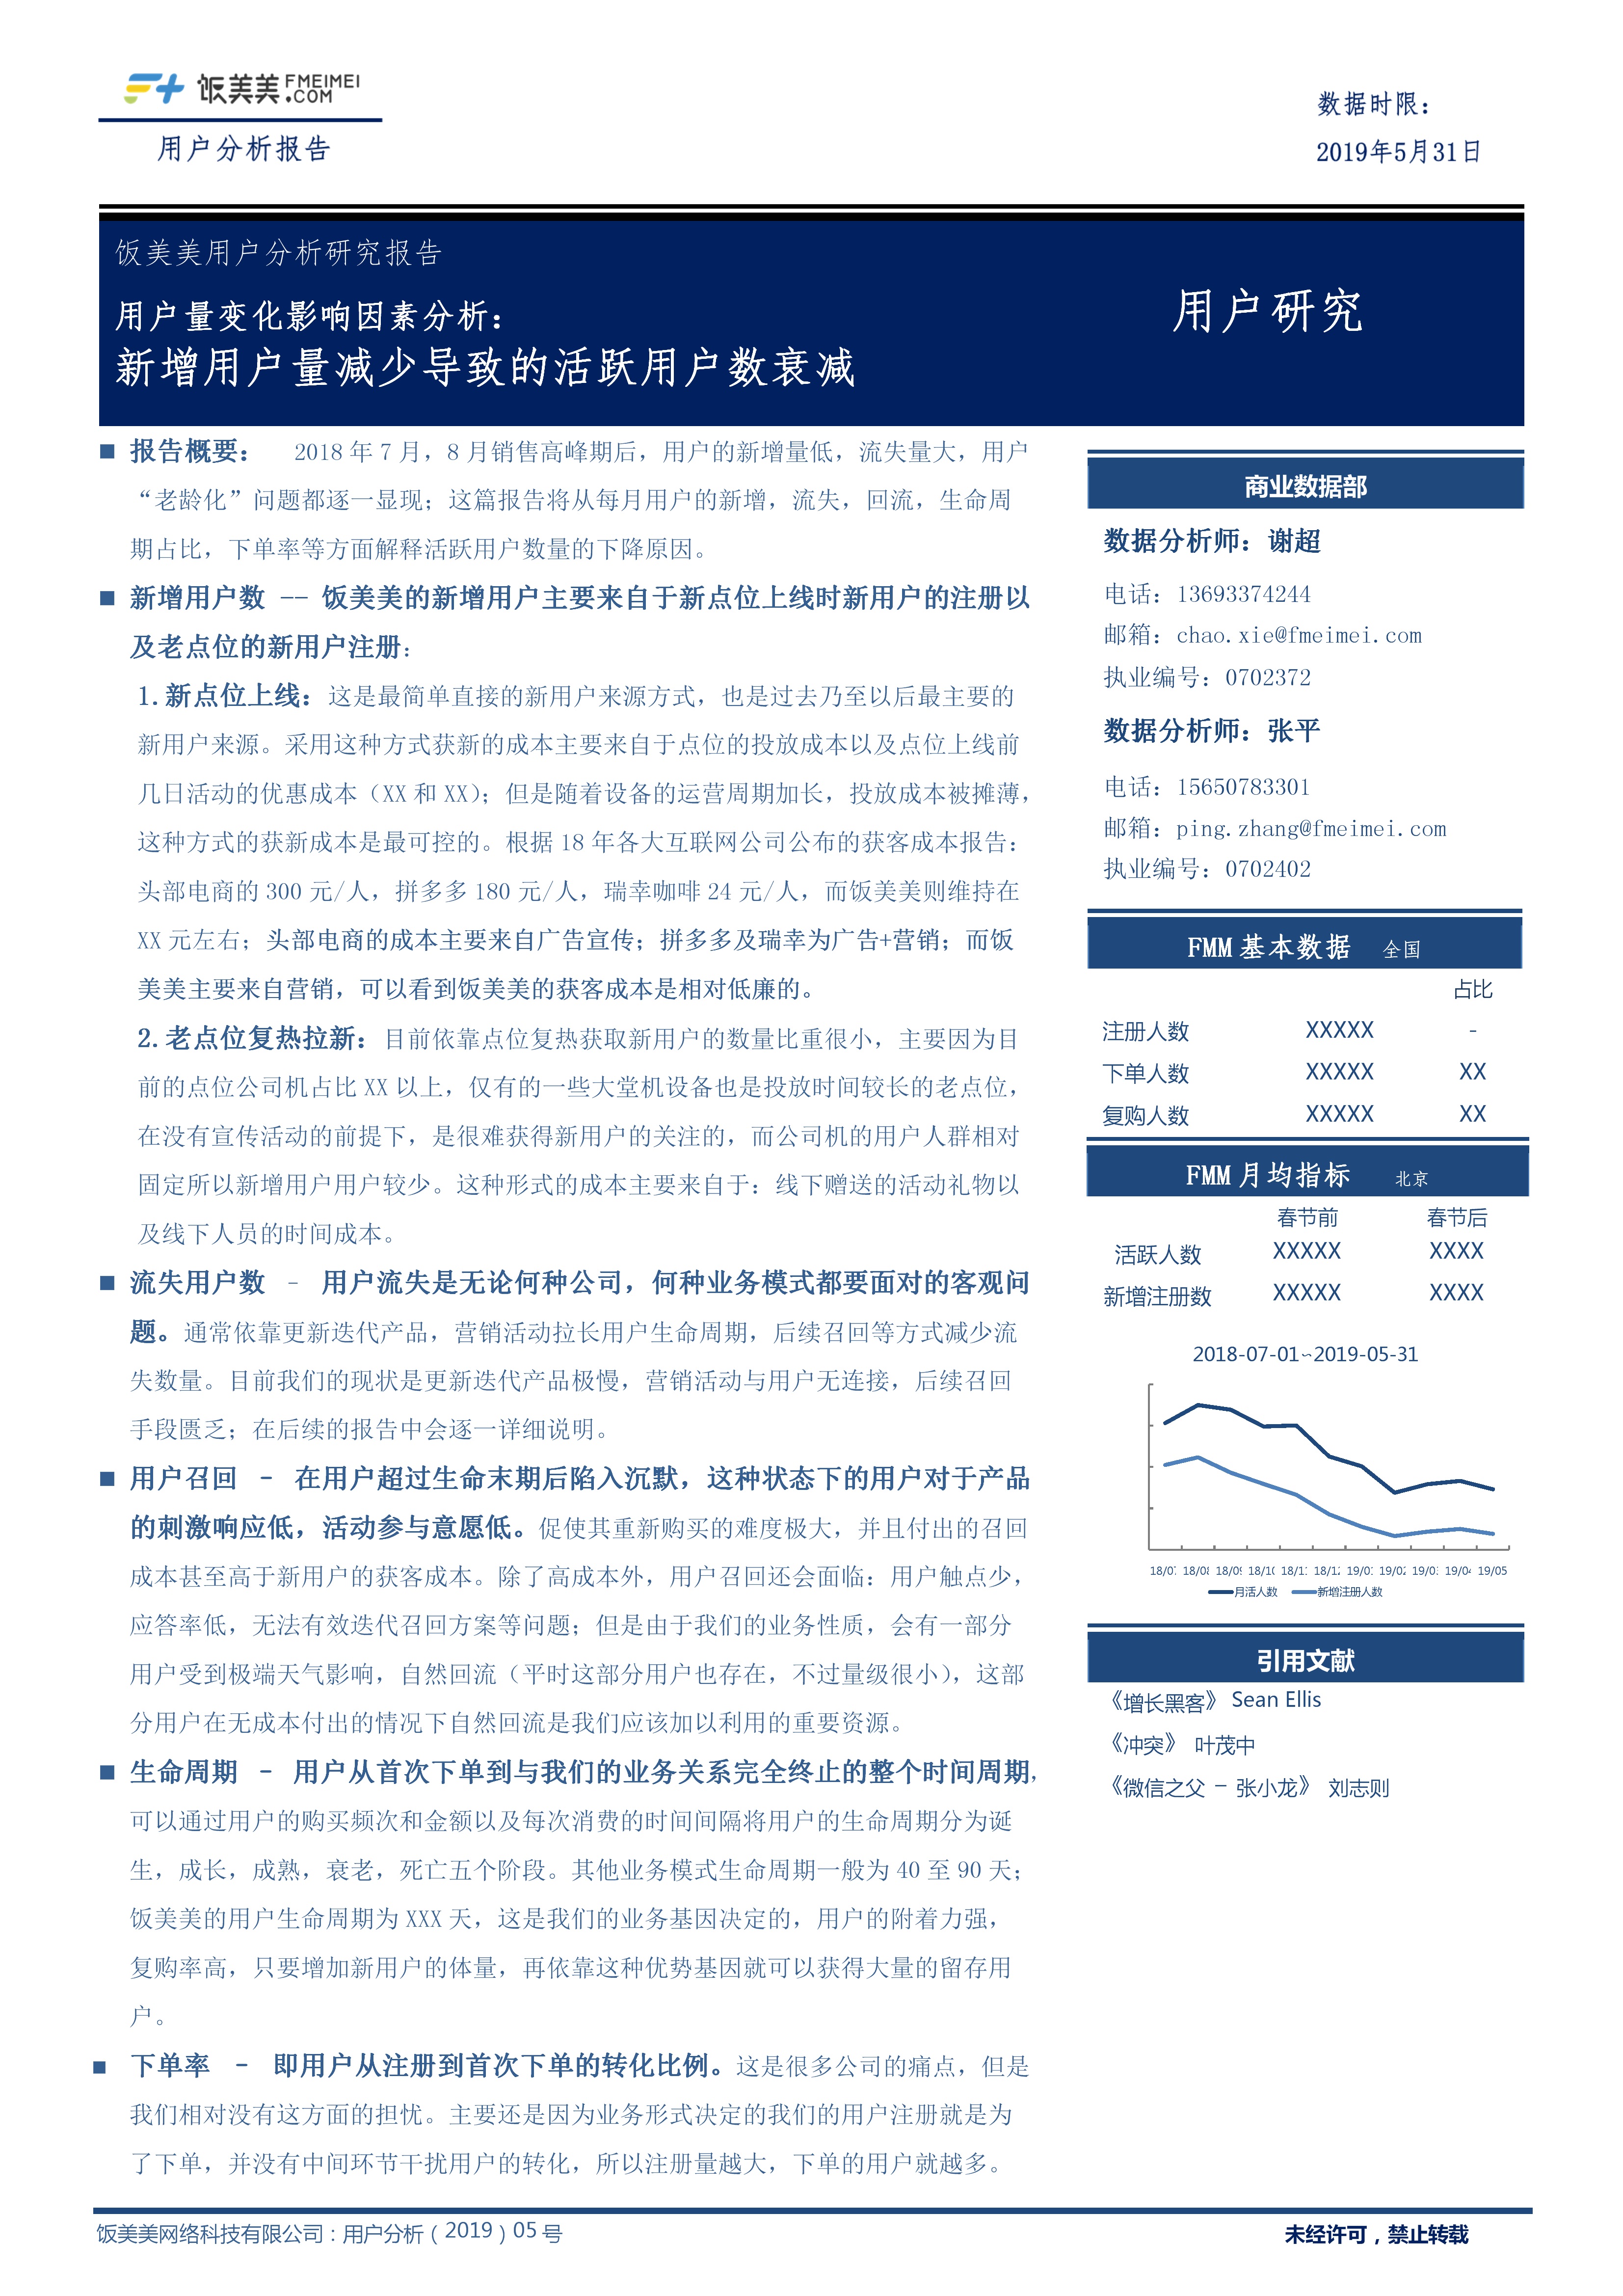 饭美美 FMEIMEI.COM
用户分析报告
数据时限：
2019年5月31日
饭美美用户分析研究报告
用户量变化影响因素分析：
新增用户量减少导致的活跃用户数衰减
用户研究
■ 报告概要： 2018 年 7 月，8 月销售高峰期后，用户的新增量低，流失量大，用户
“老龄化”问题都逐一显现；这篇报告将从每月用户的新增，流失，回流，生命周
期占比，下单率等方面解释活跃用户数量的下降原因。
■ 新增用户数 -- 饭美美的新增用户主要来自于新点位上线时新用户的注册以
及老点位的新用户注册：
1.新点位上线：这是最简单直接的新用户来源方式，也是过去乃至以后最主要的
新用户来源。采用这种方式获新的成本主要来自于点位的投放成本以及点位上线前
几日活动的优惠成本（XX 和 XX）；但是随着设备的运营周期加长，投放成本被摊薄，
这种方式的获新成本是最可控的。根据 18 年各大互联网公司公布的获客成本报告：
头部电商的 300 元/人，拼多多 180 元/人，瑞幸咖啡 24 元/人，而饭美美则维持在
XX 元左右；头部电商的成本主要来自广告宣传；拼多多及瑞幸为广告+营销；而饭
美美主要来自营销，可以看到饭美美的获客成本是相对低廉的。
2.老点位复热拉新：目前依靠点位复热获取新用户的数量比重很小，主要因为目
前的点位公司机占比 XX 以上，仅有的一些大堂机设备也是投放时间较长的老点位，
在没有宣传活动的前提下，是很难获得新用户的关注的，而公司机的用户人群相对
固定所以新增用户用户较少。这种形式的成本主要来自于：线下赠送的活动礼物以
及线下人员的时间成本。
■ 流失用户数 – 用户流失是无论何种公司，何种业务模式都要面对的客观问
题。通常依靠更新迭代产品，营销活动拉长用户生命周期，后续召回等方式减少流
失数量。目前我们的现状是更新迭代产品极慢，营销活动与用户无连接，后续召回
手段匮乏；在后续的报告中会逐一详细说明。
■ 用户召回 – 在用户超过生命末期后陷入沉默，这种状态下的用户对于产品
的刺激响应低，活动参与意愿低。促使其重新购买的难度极大，并且付出的召回
成本甚至高于新用户的获客成本。除了高成本外，用户召回还会面临：用户触点少，
应答率低，无法有效迭代召回方案等问题；但是由于我们的业务性质，会有一部分
用户受到极端天气影响，自然回流（平时这部分用户也存在，不过量级很小），这部
分用户在无成本付出的情况下自然回流是我们应该加以利用的重要资源。
■ 生命周期 – 用户从首次下单到与我们的业务关系完全终止的整个时间周期，
可以通过用户的购买频次和金额以及每次消费的时间间隔将用户的生命周期分为诞
生，成长，成熟，衰老，死亡五个阶段。其他业务模式生命周期一般为 40 至 90 天；
饭美美的用户生命周期为 XXX 天，这是我们的业务基因决定的，用户的附着力强，
复购率高，只要增加新用户的体量，再依靠这种优势基因就可以获得大量的留存用
户。
■ 下单率 – 即用户从注册到首次下单的转化比例。这是很多公司的痛点，但是
我们相对没有这方面的担忧。主要还是因为业务形式决定的我们的用户注册就是为
了下单，并没有中间环节干扰用户的转化，所以注册量越大，下单的用户就越多。
商业数据部
数据分析师：谢超
电话：13693374244
邮箱：chao.xie@fmeimei.com
执业编号：0702372
数据分析师：张平
电话：15650783301
邮箱：ping.zhang@fmeimei.com
执业编号：0702402
FMM 基本数据 全国
占比
注册人数 XXXXX -
下单人数 XXXXX XX
复购人数 XXXXX XX
FMM 月均指标 北京
春节前 春节后
活跃人数 XXXXX XXXX
新增注册数 XXXXX XXXX
2018-07-01~2019-05-31
19/05
月活人数 新增注册人数
引用文献
《增长黑客》 Sean Ellis
《冲突》 叶茂中
《微信之父 – 张小龙》 刘志则
饭美美网络科技有限公司：用户分析（2019）05 号
未经许可，禁止转载